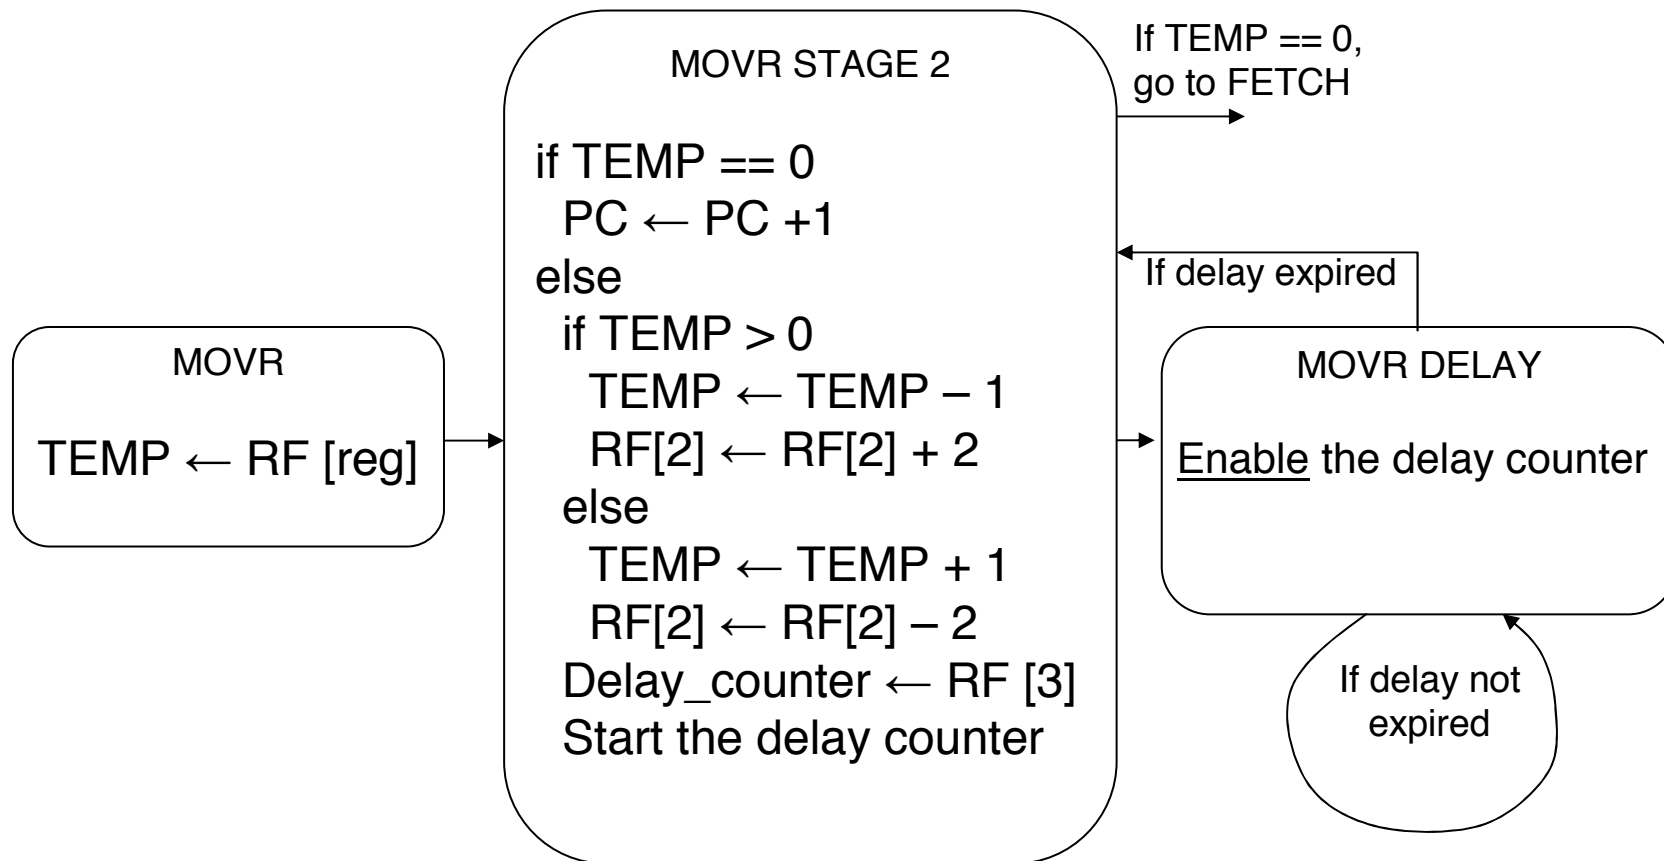 MOVR
TEMP ← RF [reg]
MOVR STAGE 2
if TEMP == 0
PC ← PC +1
else
if TEMP > 0
TEMP ← TEMP – 1
RF[2] ← RF[2] + 2
else
TEMP ← TEMP + 1
RF[2] ← RF[2] – 2
Delay_counter ← RF [3]
Start the delay counter
If TEMP == 0,
go to FETCH
If delay expired
MOVR DELAY
Enable the delay counter
If delay not
expired